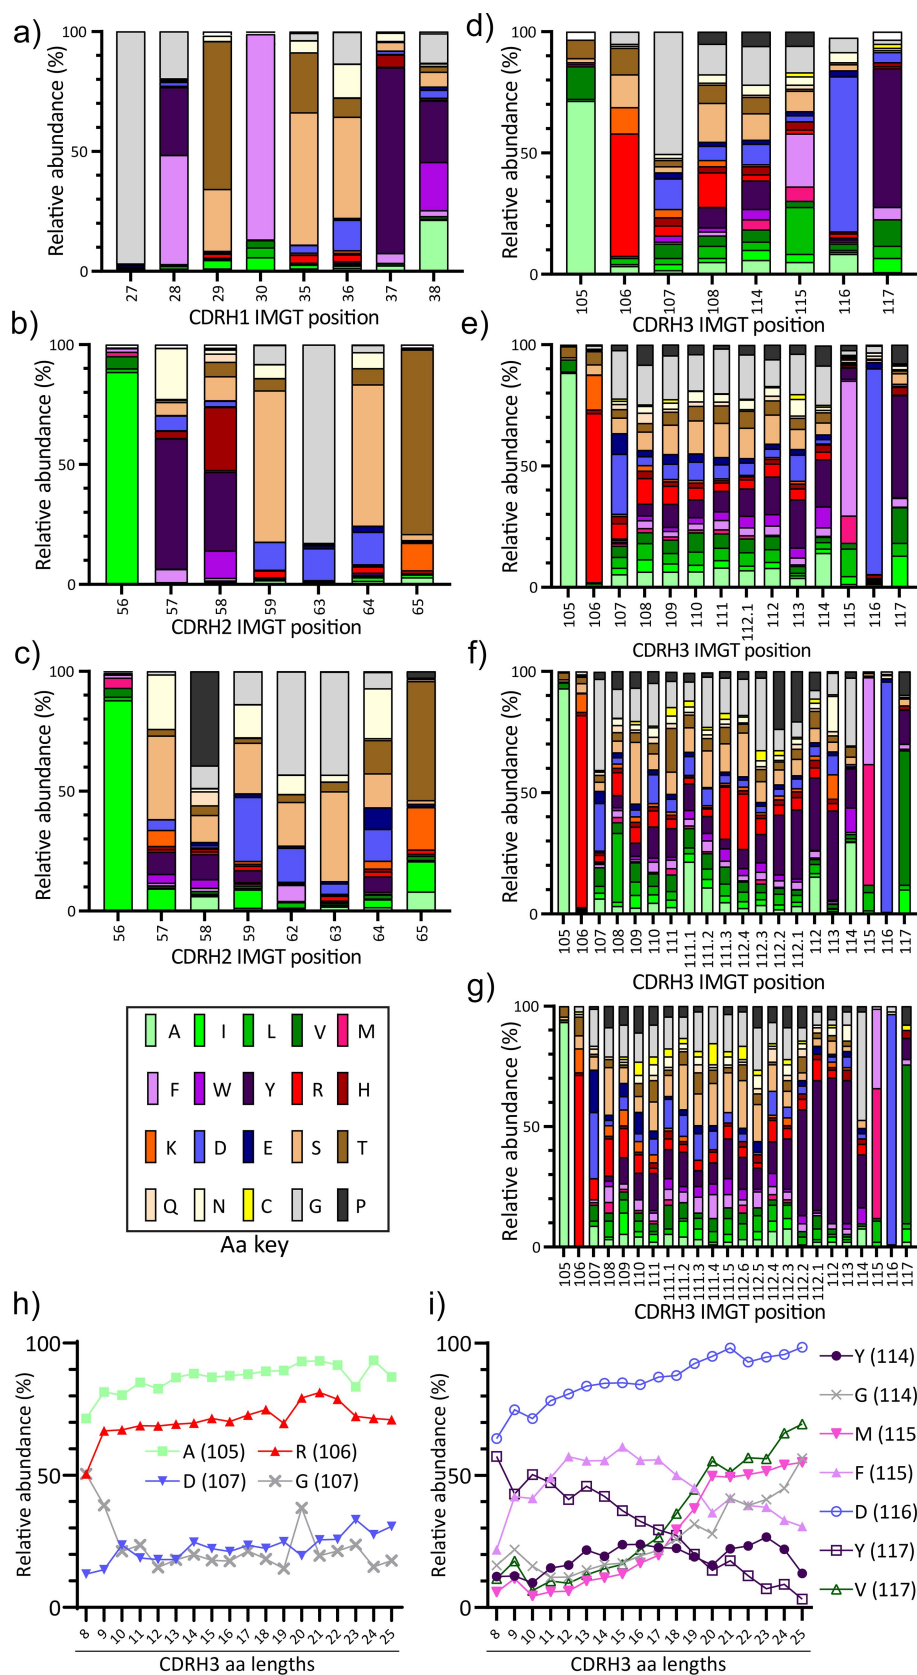 a)
Relative abundance (%)
100
50
0
27 28 29 30 35 36 37 38
CDRH1 IMGT position
b)
Relative abundance (%)
100
50
0
56 57 58 59 63 64 65
CDRH2 IMGT position
c)
Relative abundance (%)
100
50
0
56 57 58 59 62 63 64 65
CDRH2 IMGT position
A I L V M
F W Y R H
K D E S T
Q N C G P
Aa key
d)
Relative abundance (%)
100
50
0
105 106 107 108 114 115 116 117
CDRH3 IMGT position
e)
Relative abundance (%)
100
50
0
105 106 107 108 109 110 111 112.1 112 113 114 115 116 117
CDRH3 IMGT position
f)
Relative abundance (%)
100
50
0
105 106 107 108 109 110 111 111.1 111.2 111.3 112.4 112.3 112.2 112.1 112 113 114 115 116 117
CDRH3 IMGT position
g)
Relative abundance (%)
100
50
0
105 106 107 108 109 110 111 111.1 111.2 111.3 111.4 111.5 112.6 112.5 112.4 112.3 112.2 112.1 112 113 114 115 116 117
CDRH3 IMGT position
h)
Relative abundance (%)
100
50
0
A (105) R (106)
D (107) G (107)
8 9 10 11 12 13 14 15 16 17 18 19 20 21 22 23 24 25
CDRH3 aa lengths
i)
Relative abundance (%)
100
50
0
8 9 10 11 12 13 14 15 16 17 18 19 20 21 22 23 24 25
CDRH3 aa lengths
Y (114)
G (114)
M (115
F (115)
D (116)
Y (117)
V (117)